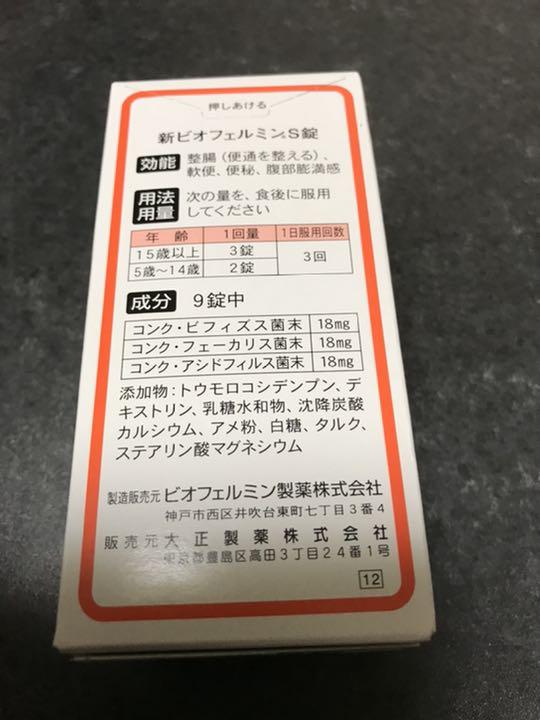 押しあける
新ビオフェルミンS錠
効能 整腸(便通を整える)、
軟便、便秘、腹部膨満感
用法用量 次の量を、食後に服用
してください
年齢 1回量 1日服用回数
15歳以上 3錠 3回
5歳〜14歳 2錠
成分 9錠中
コンク・ビフィズス菌末 18mg
コンク・フェーカリス菌末 18mg
コンク・アシドフィルス菌末 18mg
添加物:トウモロコシデンプン、デ
キストリン、乳糖水和物、沈降炭酸
カルシウム、アメ粉、白糖、タルク、
ステアリン酸マグネシウム
製造販売元 ビオフェルミン製薬株式会社
神戸市西区井吹台東町七丁目3番4
販売元 大正製薬株式会社
東京都豊島区高田3丁目24番1号
12